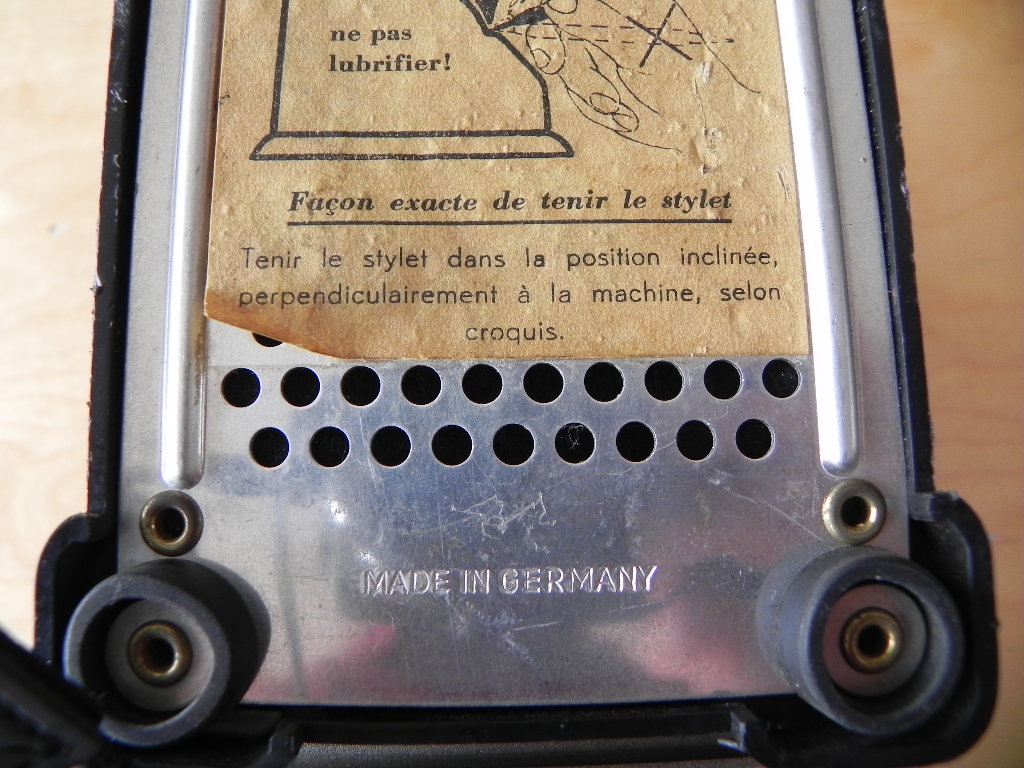 ne pas
lubrifier!
Façon exacte de tenir le stylet
Tenir le stylet dans la position inclinée,
perpendiculairement à la machine, selon
croquis.
MADE IN GERMANY